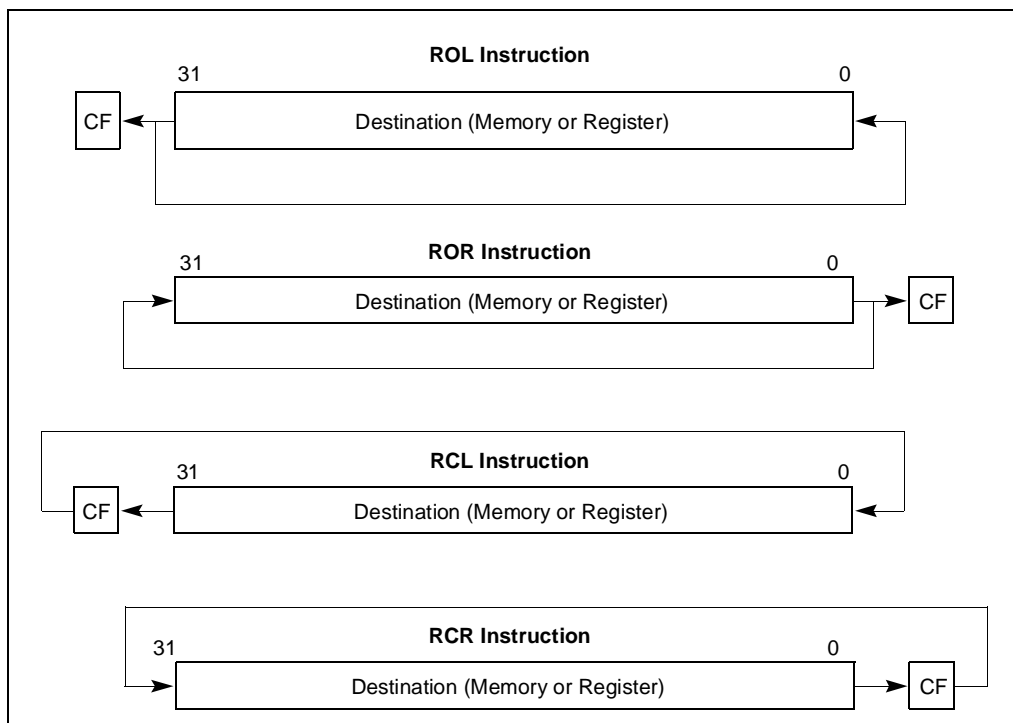 ROL Instruction
31 0
CF Destination (Memory or Register)
ROR Instruction
31 0
Destination (Memory or Register) CF
RCL Instruction
31 0
CF Destination (Memory or Register)
RCR Instruction
31 0
Destination (Memory or Register) CF